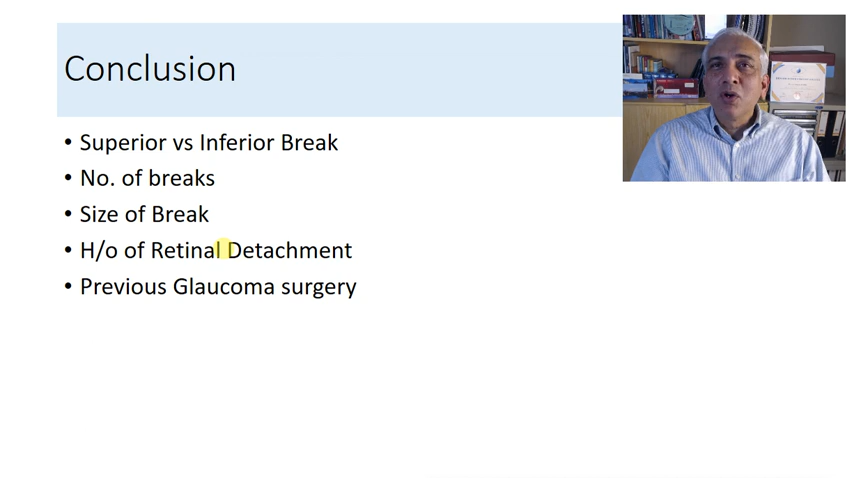 Conclusion
• Superior vs Inferior Break
• No. of breaks
• Size of Break
• H/o of Retinal Detachment
• Previous Glaucoma surgery